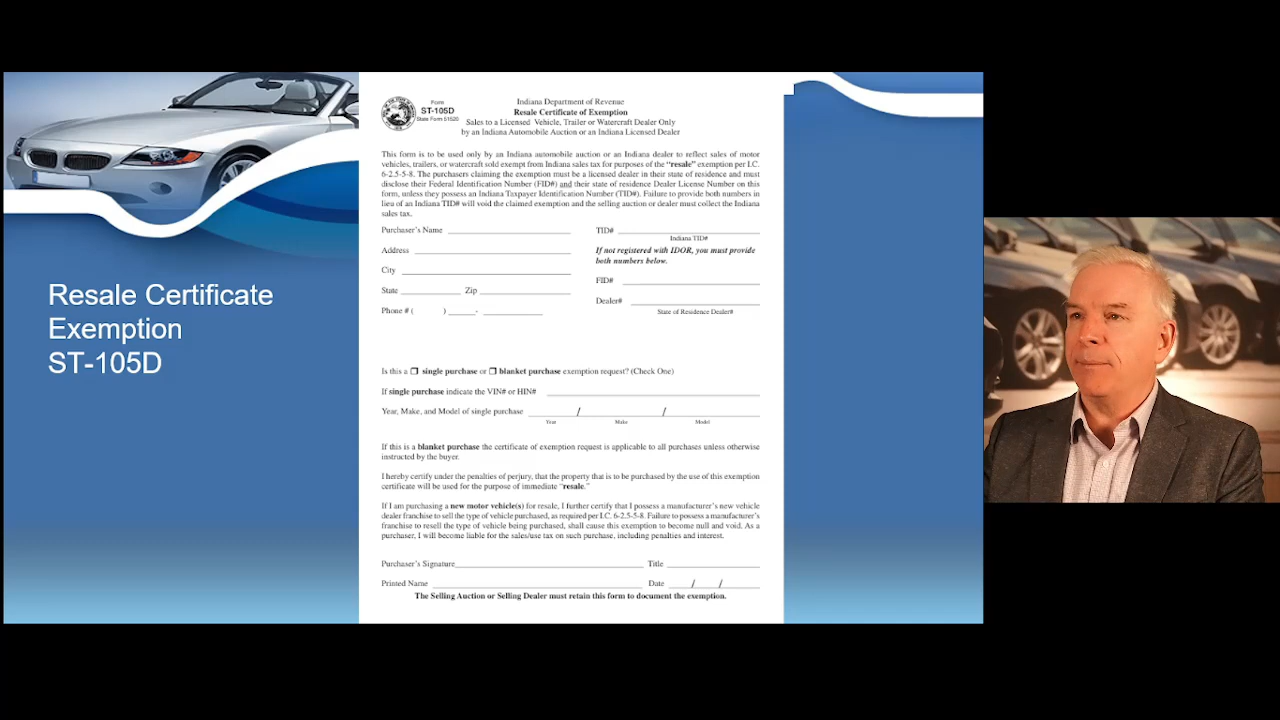 Resale Certificate
Exemption
ST-105D
Form
ST-105D
State Form 51520
Indiana Department of Revenue
Resale Certificate of Exemption
Sales to a Licensed Vehicle, Trailer or Watercraft Dealer Only
by an Indiana Automobile Auction or an Indiana Licensed Dealer
This form is to be used only by an Indiana automobile auction or an Indiana dealer to reflect sales of motor
vehicles, trailers, or watercraft sold exempt from Indiana sales tax for purposes of the “resale” exemption per I.C.
6-2.5-5-8. The purchasers claiming the exemption must be a licensed dealer in their state of residence and must
disclose their Federal Identification Number (FID#) and their state of residence Dealer License Number on this
form, unless they possess an Indiana Taxpayer Identification Number (TID#). Failure to provide both numbers in
lieu of an Indiana TID# will void the claimed exemption and the selling auction or dealer must collect the Indiana
sales tax.
Purchaser's Name
Address
City
State Zip
Phone # ( ) -
TID#
Indiana TID#
If not registered with IDOR, you must provide
both numbers below.
FID#
Dealer#
State of Residence Dealer#
Is this a ❒ single purchase or ❒ blanket purchase exemption request? (Check One)
If single purchase indicate the VIN# or HIN#
Year, Make, and Model of single purchase / /
Year Make Model
If this is a blanket purchase the certificate of exemption request is applicable to all purchases unless otherwise
instructed by the buyer.
I hereby certify under the penalties of perjury, that the property that is to be purchased by the use of this exemption
certificate will be used for the purpose of immediate “resale.”
If I am purchasing a new motor vehicle(s) for resale, I further certify that I possess a manufacturer's new vehicle
dealer franchise to sell the type of vehicle purchased, as required per I.C. 6-2.5-5-8. Failure to possess a manufacturer's
franchise to resell the type of vehicle being purchased, shall cause this exemption to become null and void. As a
purchaser, I will become liable for the sales/use tax on such purchase, including penalties and interest.
Purchaser's Signature Title
Printed Name Date / /
The Selling Auction or Selling Dealer must retain this form to document the exemption.